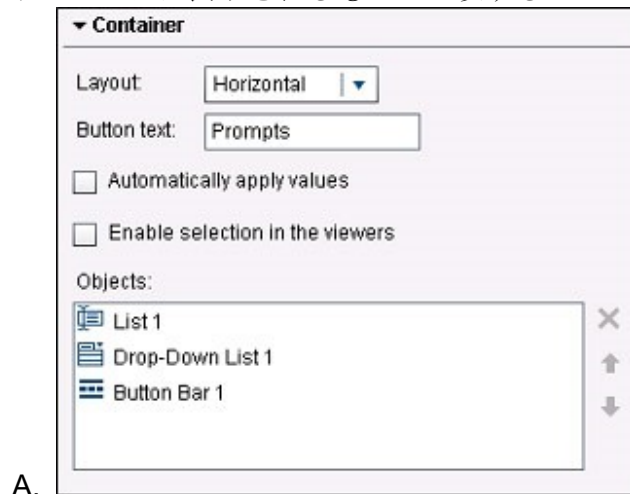 ▾ Container
Layout: Horizontal
Button text: Prompts
Automatically apply values
Enable selection in the viewers
Objects:
List 1
Drop-Down List 1
Button Bar 1
A.